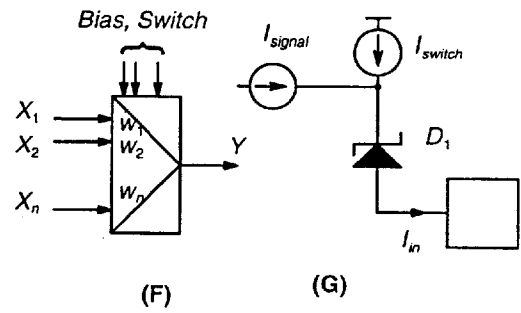 Bias, Switch
X1
X2
Xn
W1
W2
Wn
Y
(F)
Isignal
Iswitch
D1
Iin
(G)